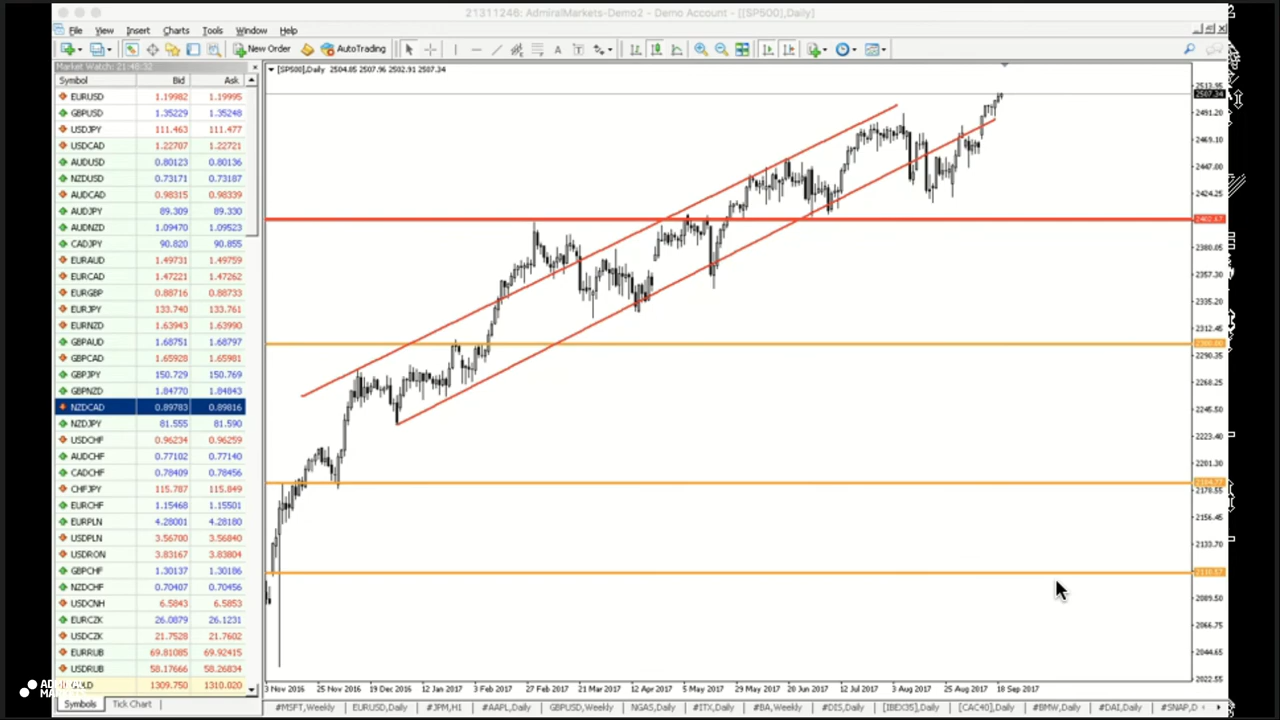 21311246: AdmiralMarkets-Demo2 - Demo Account - [[SP500],Daily]
File View Insert Charts Tools Window Help
New Order AutoTrading
Market Watch: 21:48:32
Symbol Bid Ask
EURUSD 1.19982 1.19995
GBPUSD 1.35229 1.35248
USDJPY 111.463 111.477
USDCAD 1.22707 1.22721
AUDUSD 0.80123 0.80136
NZDUSD 0.73171 0.73187
AUDCAD 0.98315 0.98339
AUDJPY 89.309 89.330
AUDNZD 1.09470 1.09523
CADJPY 90.820 90.855
EURAUD 1.49731 1.49759
EURCAD 1.47221 1.47262
EURGBP 0.88716 0.88733
EURJPY 133.740 133.761
EURNZD 1.63943 1.63990
GBPAUD 1.68751 1.68797
GBPCAD 1.65928 1.65981
GBPJPY 150.729 150.769
GBPNZD 1.84770 1.84843
NZDCAD 0.89783 0.89816
NZDJPY 81.555 81.590
USDCHF 0.96234 0.96259
AUDCHF 0.77102 0.77140
CADCHF 0.78409 0.78456
CHFJPY 115.787 115.849
EURCHF 1.15468 1.15501
EURPLN 4.28001 4.28180
USDPLN 3.56700 3.56840
USDRON 3.83167 3.83804
GBPCHF 1.30137 1.30186
NZDCHF 0.70407 0.70456
USDCNH 6.5843 6.5853
EURCZK 26.0879 26.1231
USDCZK 21.7528 21.7602
EURRUB 69.81085 69.92415
USDRUB 58.17666 58.26834
1309.750 1310.020
Symbols Tick Chart
[SP500],Daily 2504.85 2507.96 2502.91 2507.34
2513.95
2507.34
2491.20
2469.10
2447.00
2424.25
2402.67
2380.05
2357.30
2335.20
2312.45
2300.00
2290.35
2268.25
2245.50
2223.40
2201.30
2178.55
2156.45
2133.70
2089.50
2066.75
2044.65
2022.55
3 Nov 2016 25 Nov 2016 19 Dec 2016 12 Jan 2017 3 Feb 2017 27 Feb 2017 21 Mar 2017 12 Apr 2017 5 May 2017 29 May 2017 20 Jun 2017 12 Jul 2017 3 Aug 2017 25 Aug 2017 18 Sep 2017
#MSFT,Weekly EURUSD,Daily #JPM,H1 #AAPL,Daily GBPUSD,Weekly NGAS,Daily #ITX,Daily #BA,Weekly #DIS,Daily [IBEX35],Daily [CAC40],Daily #BMW,Daily #DAI,Daily #SNAP,D